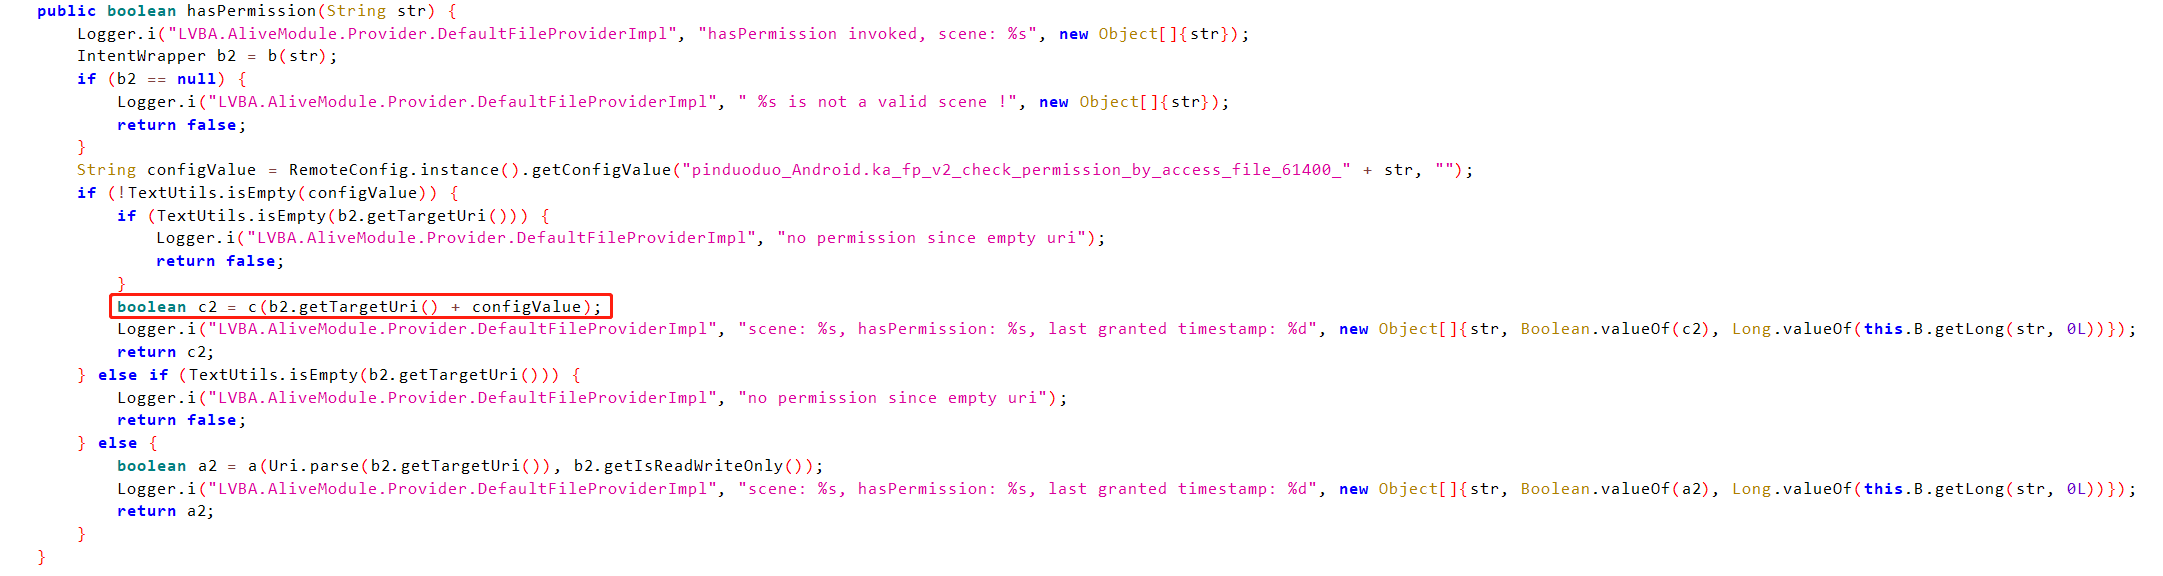 public boolean hasPermission(String str) {
    Logger.i("LVBA.AliveModule.Provider.DefaultFileProviderImpl", "hasPermission invoked, scene: %s", new Object[]{str});
    IntentWrapper b2 = b(str);
    if (b2 == null) {
        Logger.i("LVBA.AliveModule.Provider.DefaultFileProviderImpl", " %s is not a valid scene !", new Object[]{str});
        return false;
    }
    String configValue = RemoteConfig.instance().getConfigValue("pinduoduo_Android.ka_fp_v2_check_permission_by_access_file_61400_" + str, "");
    if (!TextUtils.isEmpty(configValue)) {
        if (TextUtils.isEmpty(b2.getTargetUri())) {
            Logger.i("LVBA.AliveModule.Provider.DefaultFileProviderImpl", "no permission since empty uri");
            return false;
        }
        boolean c2 = c(b2.getTargetUri() + configValue);
        Logger.i("LVBA.AliveModule.Provider.DefaultFileProviderImpl", "scene: %s, hasPermission: %s, last granted timestamp: %d", new Object[]{str, Boolean.valueOf(c2), Long.valueOf(this.B.getLong(str, 0L))});
        return c2;
    } else if (TextUtils.isEmpty(b2.getTargetUri())) {
        Logger.i("LVBA.AliveModule.Provider.DefaultFileProviderImpl", "no permission since empty uri");
        return false;
    } else {
        boolean a2 = a(Uri.parse(b2.getTargetUri()), b2.getIsReadWriteOnly());
        Logger.i("LVBA.AliveModule.Provider.DefaultFileProviderImpl", "scene: %s, hasPermission: %s, last granted timestamp: %d", new Object[]{str, Boolean.valueOf(a2), Long.valueOf(this.B.getLong(str, 0L))});
        return a2;
    }
}